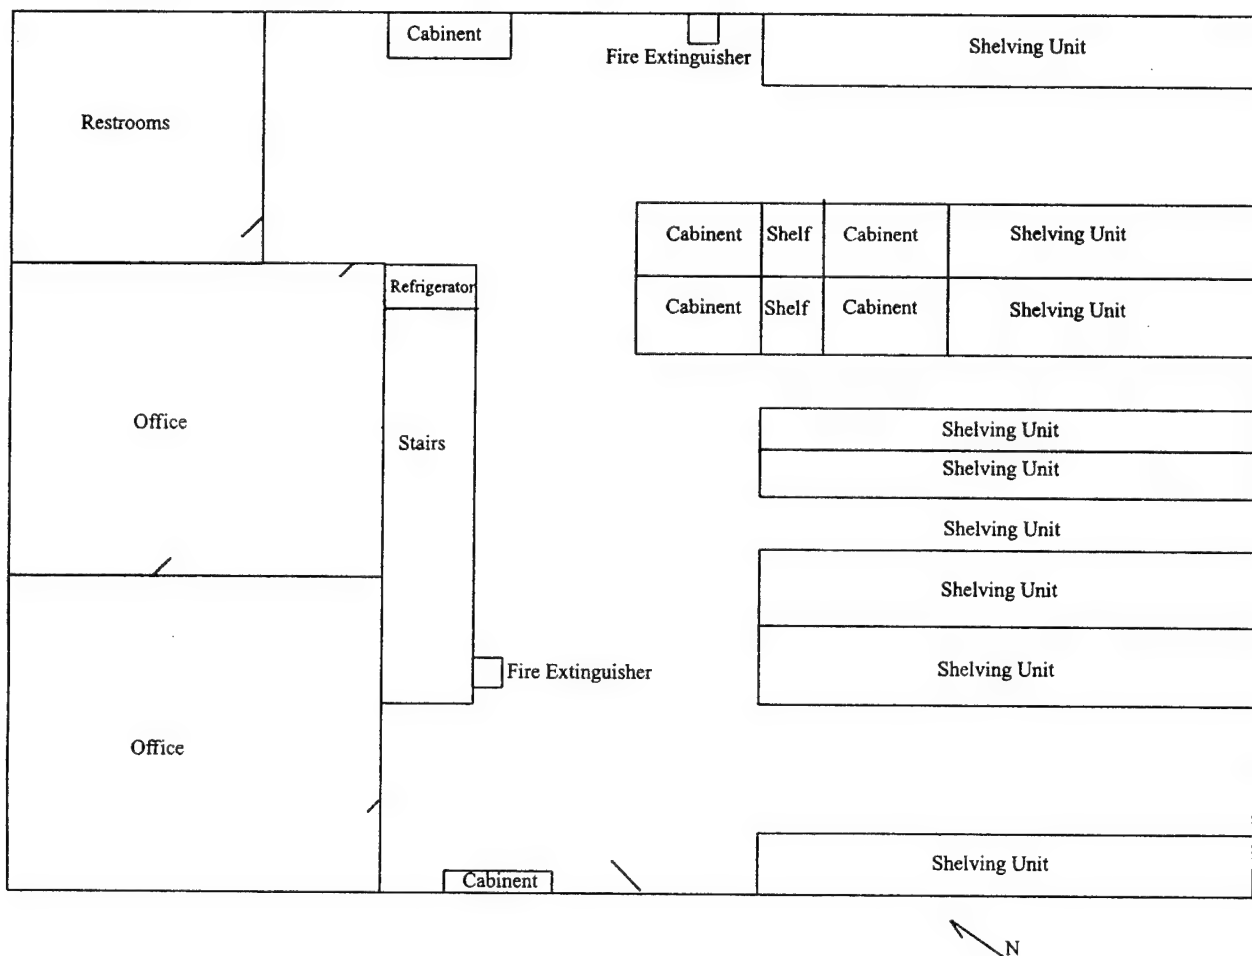 Cabinent
Fire Extinguisher
Shelving Unit
Restrooms
Cabinent Shelf Cabinent Shelving Unit
Refrigerator
Cabinent Shelf Cabinent Shelving Unit
Office
Stairs
Shelving Unit
Shelving Unit
Shelving Unit
Shelving Unit
Fire Extinguisher
Shelving Unit
Office
Cabinent
Shelving Unit
N